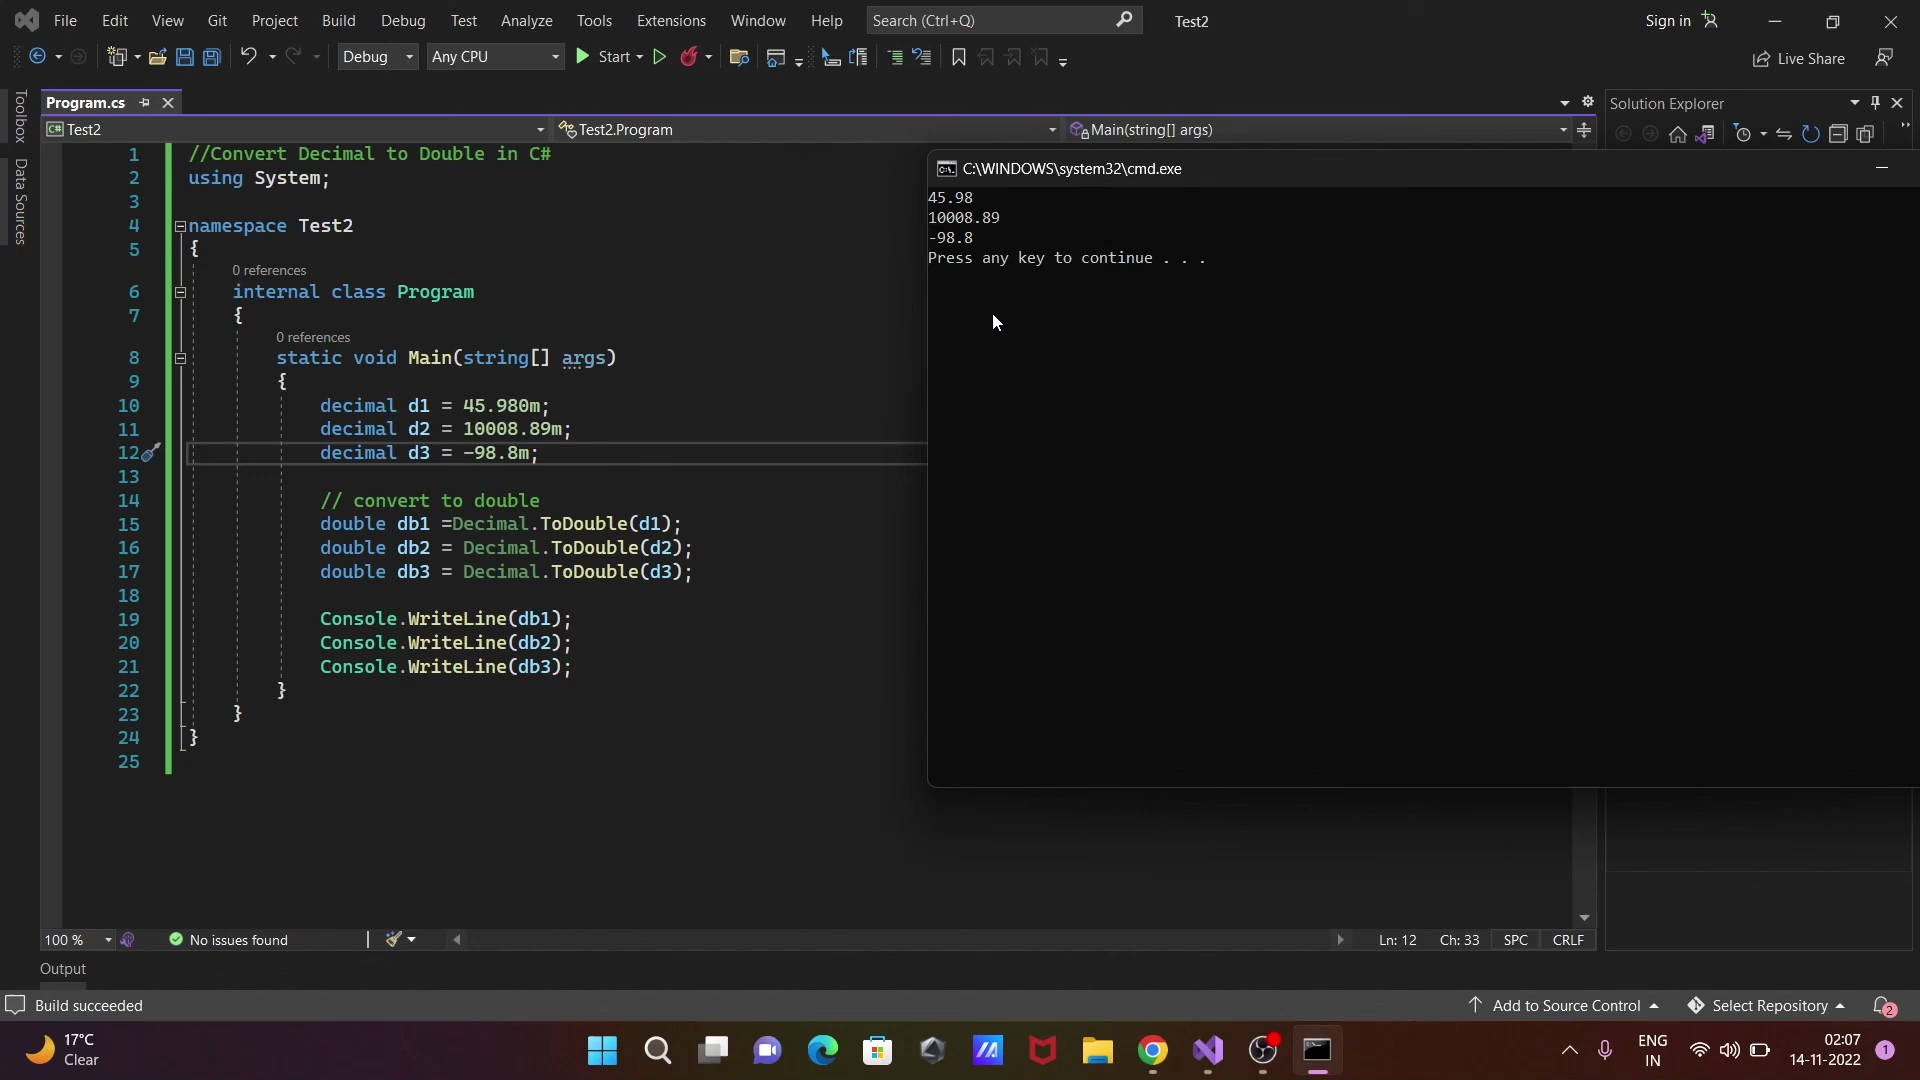 File Edit View Git Project Build Debug Test Analyze Tools Extensions Window Help Search (Ctrl+Q) Test2 Sign in
Debug Any CPU Start Live Share
Toolbox
Data Sources
Program.cs
Solution Explorer
C# Test2 Test2.Program Main(string[] args)
1 //Convert Decimal to Double in C#
2 using System;
3
4 namespace Test2
5 {
0 references
6 internal class Program
7 {
0 references
8 static void Main(string[] args)
9 {
10 decimal d1 = 45.980m;
11 decimal d2 = 10008.89m;
12 decimal d3 = -98.8m;
13
14 // convert to double
15 double db1 =Decimal.ToDouble(d1);
16 double db2 = Decimal.ToDouble(d2);
17 double db3 = Decimal.ToDouble(d3);
18
19 Console.WriteLine(db1);
20 Console.WriteLine(db2);
21 Console.WriteLine(db3);
22 }
23 }
24 }
25
C:\WINDOWS\system32\cmd.exe
45.98
10008.89
-98.8
Press any key to continue . . .
100 % No issues found Ln: 12 Ch: 33 SPC CRLF
Output
Build succeeded Add to Source Control Select Repository 2
17°C
Clear
ENG
IN
02:07
14-11-2022
1